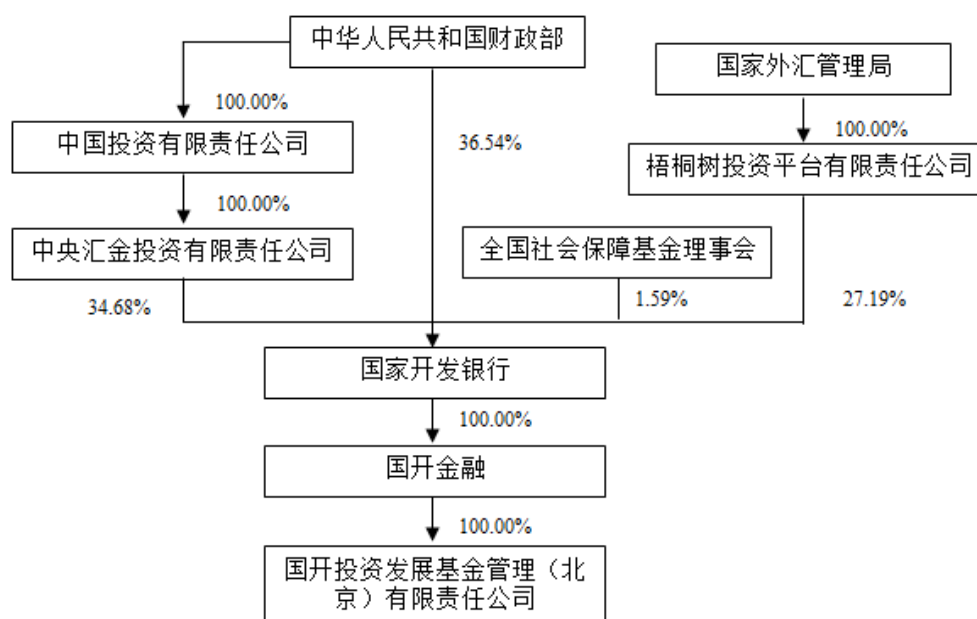 中华人民共和国财政部
国家外汇管理局
100.00%
中国投资有限责任公司
36.54%
100.00%
梧桐树投资平台有限责任公司
100.00%
中央汇金投资有限责任公司
全国社会保障基金理事会
34.68%
1.59%
27.19%
国家开发银行
100.00%
国开金融
100.00%
国开投资发展基金管理（北
京）有限责任公司